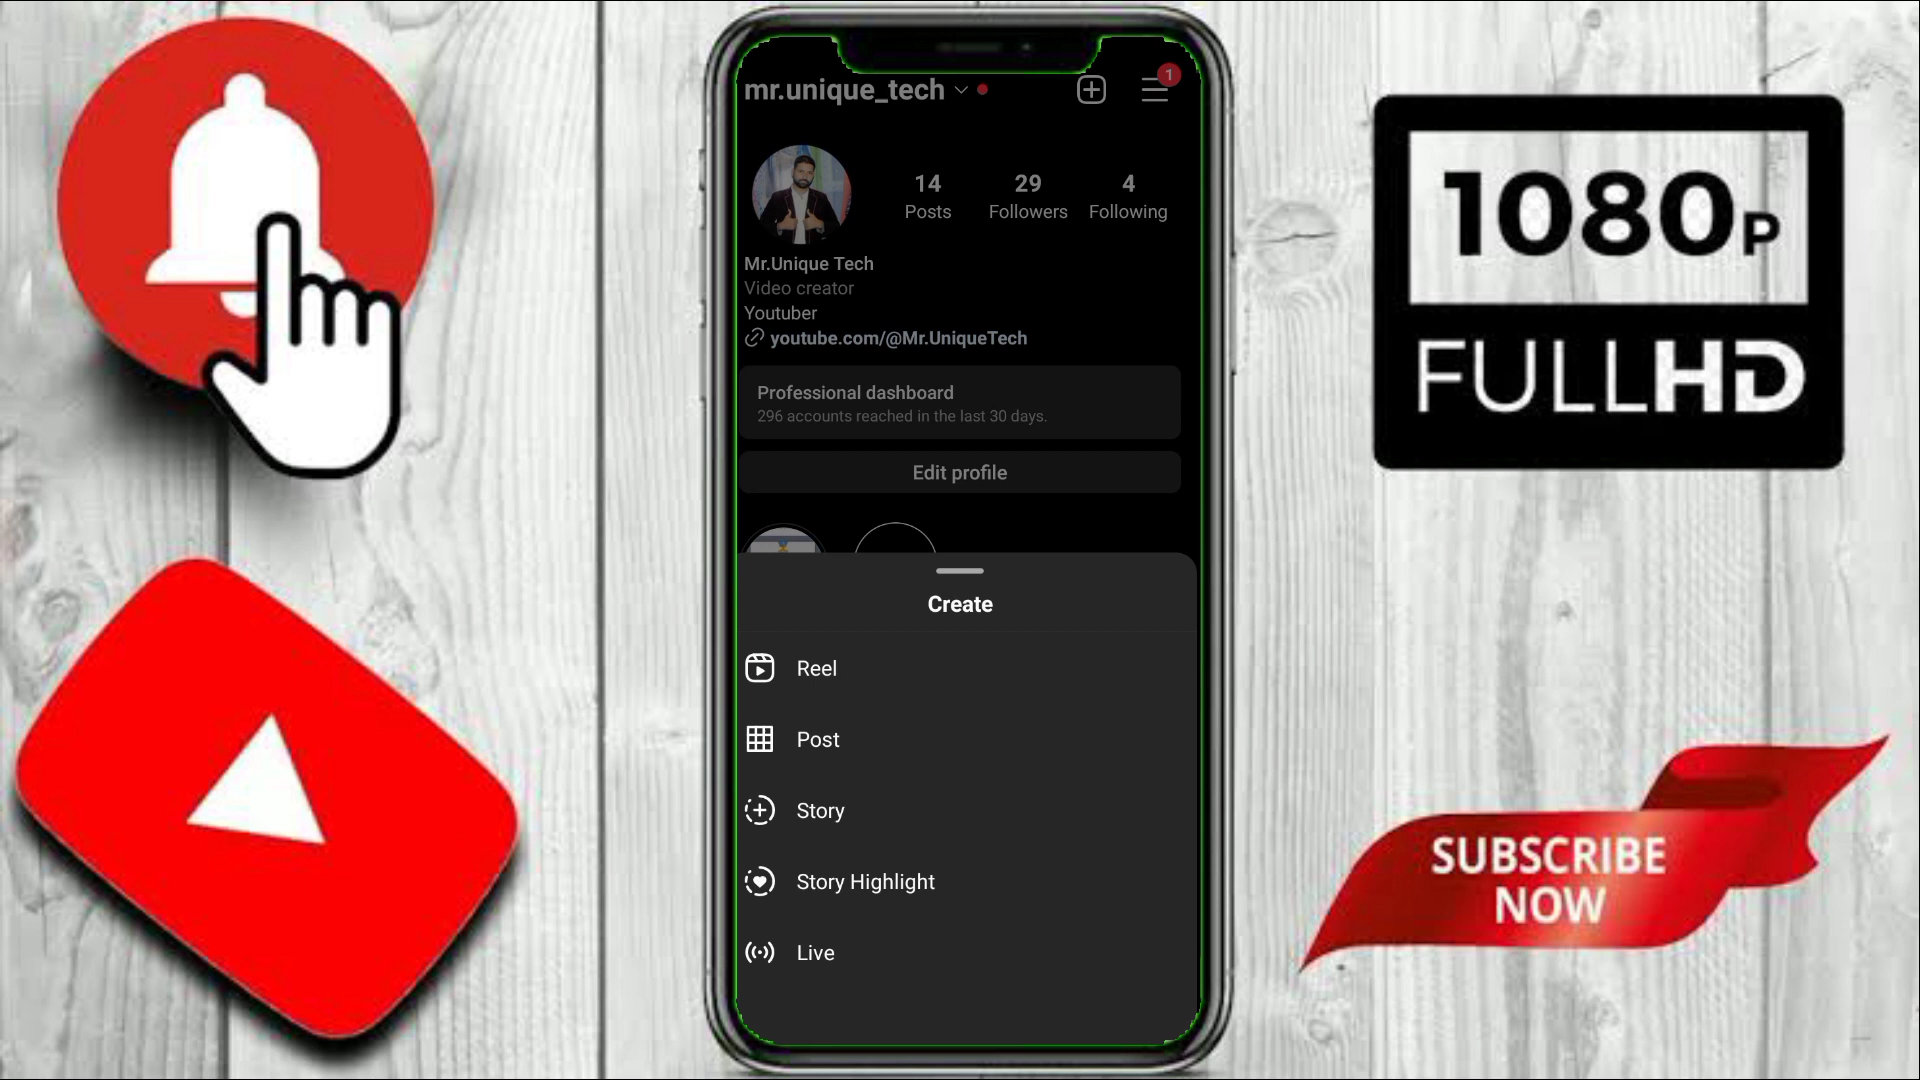 mr.unique_tech
1
14
Posts
29
Followers
4
Following
Mr.Unique Tech
Video creator
Youtuber
youtube.com/@Mr.UniqueTech
Professional dashboard
296 accounts reached in the last 30 days.
Edit profile
Create
Reel
Post
Story
Story Highlight
Live
1080P
FULLHD
SUBSCRIBE
NOW